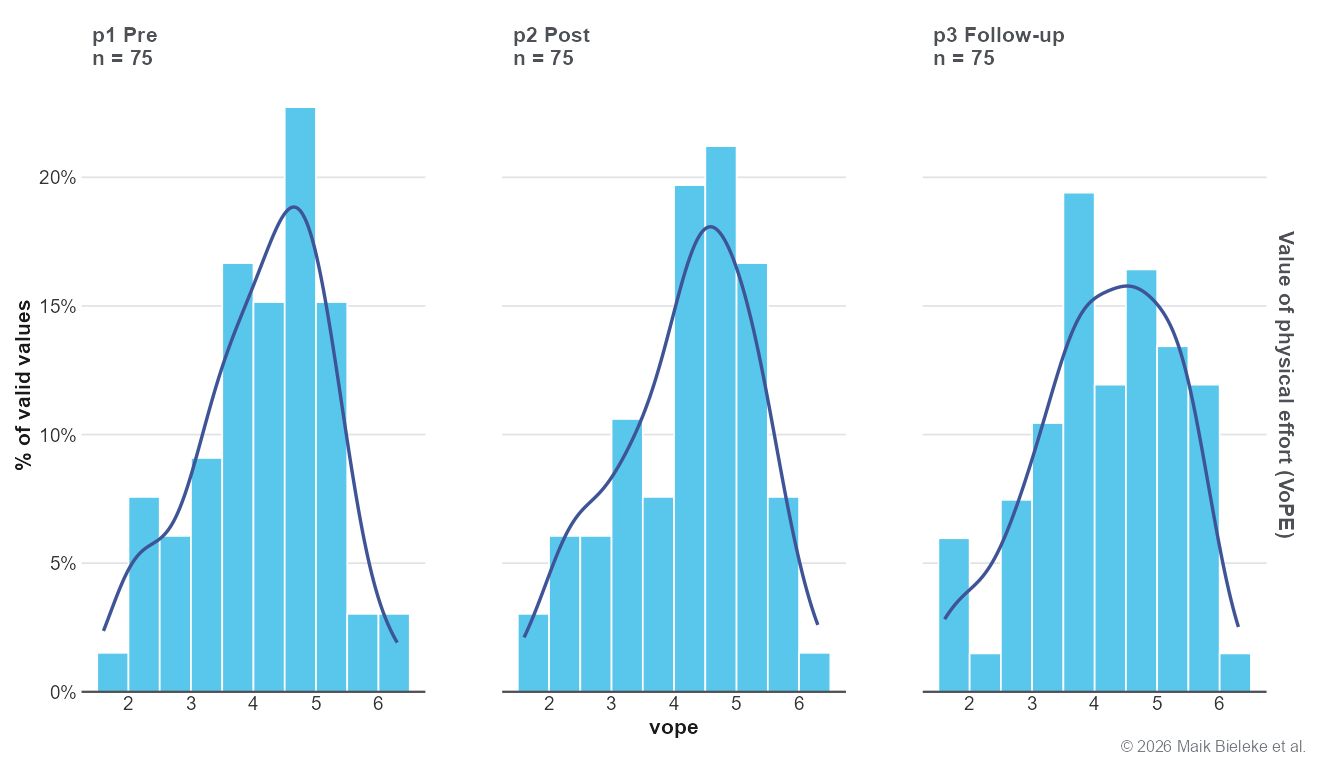 p1 Pre
n = 75
p2 Post
n = 75
p3 Follow-up
n = 75
% of valid values
20%
15%
10%
5%
0%
2 3 4 5 6
2 3 4 5 6
2 3 4 5 6
vope
Value of physical effort (VoPE)
© 2026 Maik Bieleke et al.